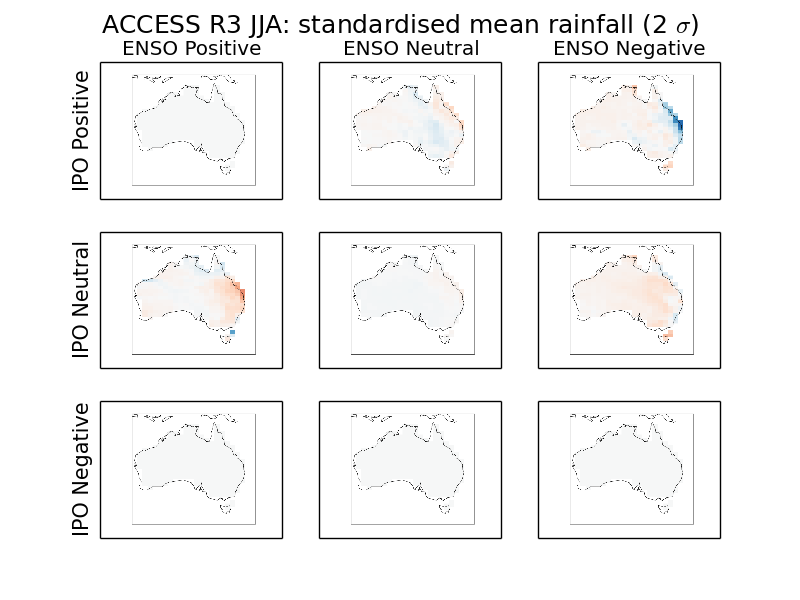 ACCESS R3 JJA: standardised mean rainfall (2 σ)
ENSO Positive
ENSO Neutral
ENSO Negative
IPO Positive
IPO Neutral
IPO Negative